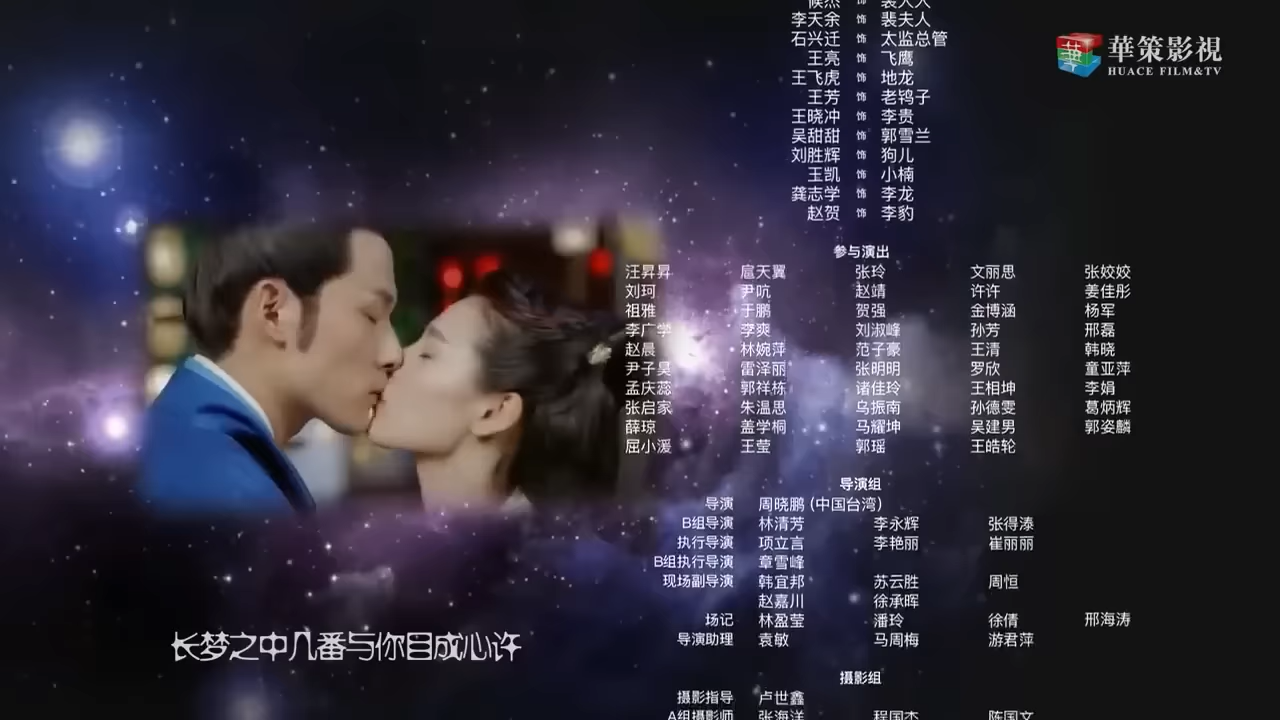 華策影視
HUACE FILM&TV
李天余 饰 裴夫人
石兴迁 饰 太监总管
王亮 饰 飞鹰
王飞虎 饰 地龙
王芳 饰 老鸨子
王晓冲 饰 李贵
吴甜甜 饰 郭雪兰
刘胜辉 饰 狗儿
王凯 饰 小楠
龚志学 饰 李龙
赵贺 饰 李豹
参与演出
汪昇昇 扈天翼 张玲 文丽思 张姣姣
刘珂 尹吭 赵靖 许许 姜佳彤
祖雅 于鹏 贺强 金博涵 杨军
李广学 李爽 刘淑峰 孙芳 邢磊
赵晨 林婉萍 范子豪 王清 韩晓
尹子昊 雷泽丽 张明明 罗欣 童亚萍
孟庆蕊 郭祥栋 诸佳玲 王相坤 李娟
张启家 朱温思 乌振南 孙德雯 葛炳辉
薛琼 盖学桐 马耀坤 吴建男 郭姿麟
屈小湲 王莹 郭瑶 王皓轮
导演组
导演 周晓鹏 (中国台湾)
B组导演 林清芳 李永辉 张得溱
执行导演 项立言 李艳丽 崔丽丽
B组执行导演 章雪峰
现场副导演 韩宜邦 苏云胜 周恒
赵嘉川 徐承晖
场记 林盈莹 潘玲 徐倩 邢海涛
导演助理 袁敏 马周梅 游君萍
长梦之中几番与你目成心许
摄影组
摄影指导 卢世鑫
A组摄影师 张海洋 程国杰 陈国文